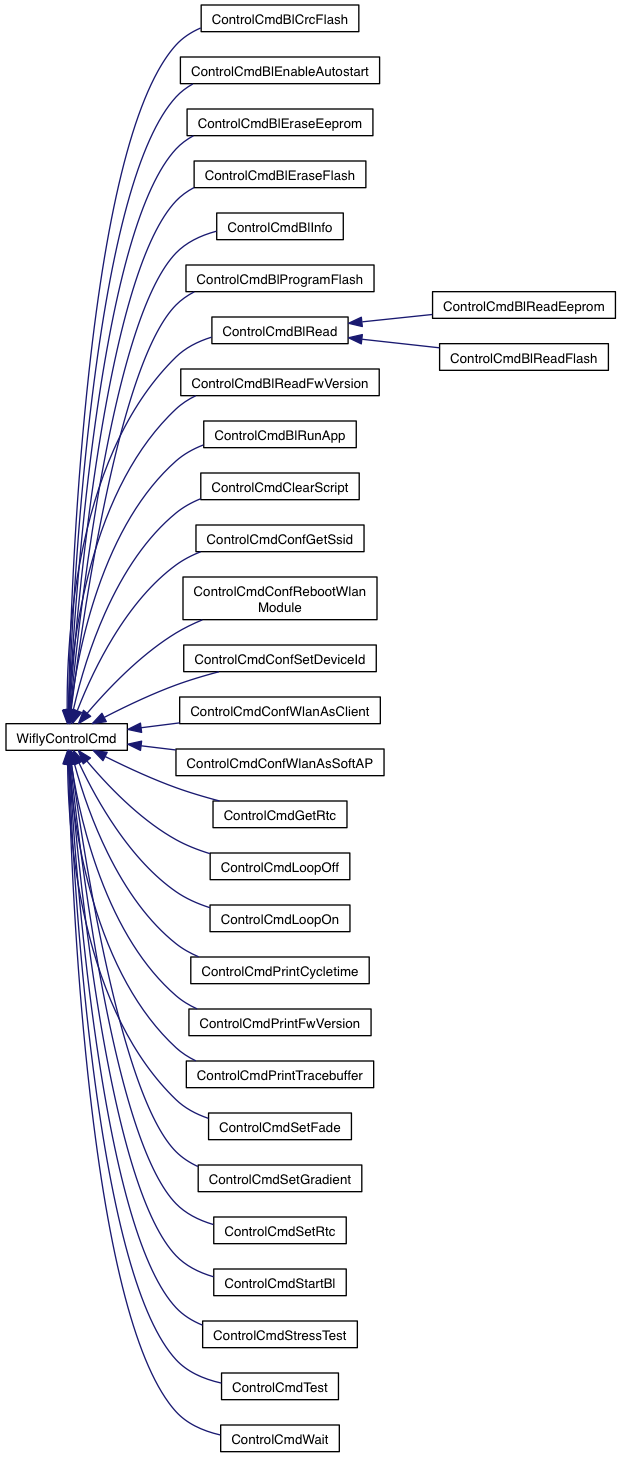 ControlCmdBlCrcFlash
ControlCmdBlEnableAutostart
ControlCmdBlEraseEeprom
ControlCmdBlEraseFlash
ControlCmdBlInfo
ControlCmdBlProgramFlash
ControlCmdBlReadEeprom
ControlCmdBlRead
ControlCmdBlReadFlash
ControlCmdBlReadFwVersion
ControlCmdBlRunApp
ControlCmdClearScript
ControlCmdConfGetSsid
ControlCmdConfRebootWlan
Module
ControlCmdConfSetDeviceId
ControlCmdConfWlanAsClient
WiflyControlCmd
ControlCmdConfWlanAsSoftAP
ControlCmdGetRtc
ControlCmdLoopOff
ControlCmdLoopOn
ControlCmdPrintCycletime
ControlCmdPrintFwVersion
ControlCmdPrintTracebuffer
ControlCmdSetFade
ControlCmdSetGradient
ControlCmdSetRtc
ControlCmdStartBl
ControlCmdStressTest
ControlCmdTest
ControlCmdWait